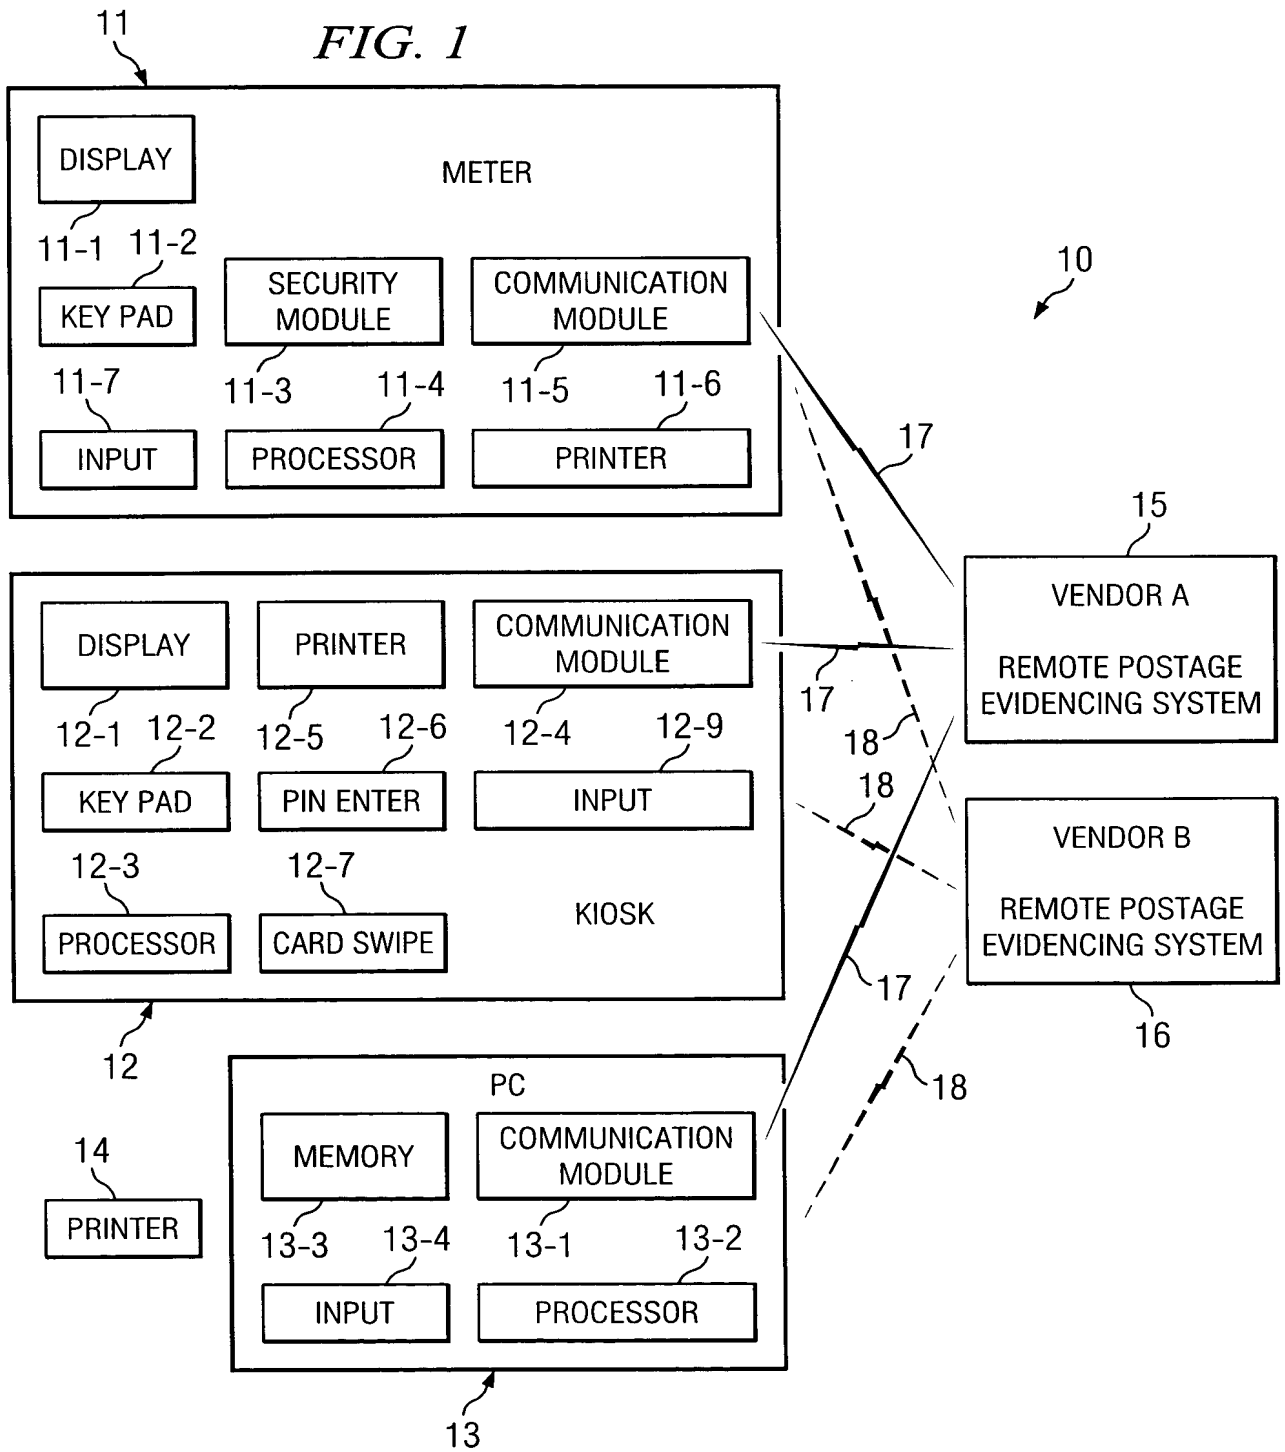 FIG. 1
11
DISPLAY
METER
11-1
11-2
KEY PAD
SECURITY
MODULE
COMMUNICATION
MODULE
10
11-7
11-3
11-4
11-5
11-6
INPUT
PROCESSOR
PRINTER
17
15
VENDOR A
REMOTE POSTAGE
EVIDENCING SYSTEM
DISPLAY
PRINTER
COMMUNICATION
MODULE
17
18
12-1
12-2
12-5
12-6
12-4
12-9
KEY PAD
PIN ENTER
INPUT
18
VENDOR B
REMOTE POSTAGE
EVIDENCING SYSTEM
12-3
12-7
PROCESSOR
CARD SWIPE
KIOSK
17
16
12
18
PC
14
PRINTER
MEMORY
COMMUNICATION
MODULE
13-3
13-4
13-1
13-2
INPUT
PROCESSOR
13